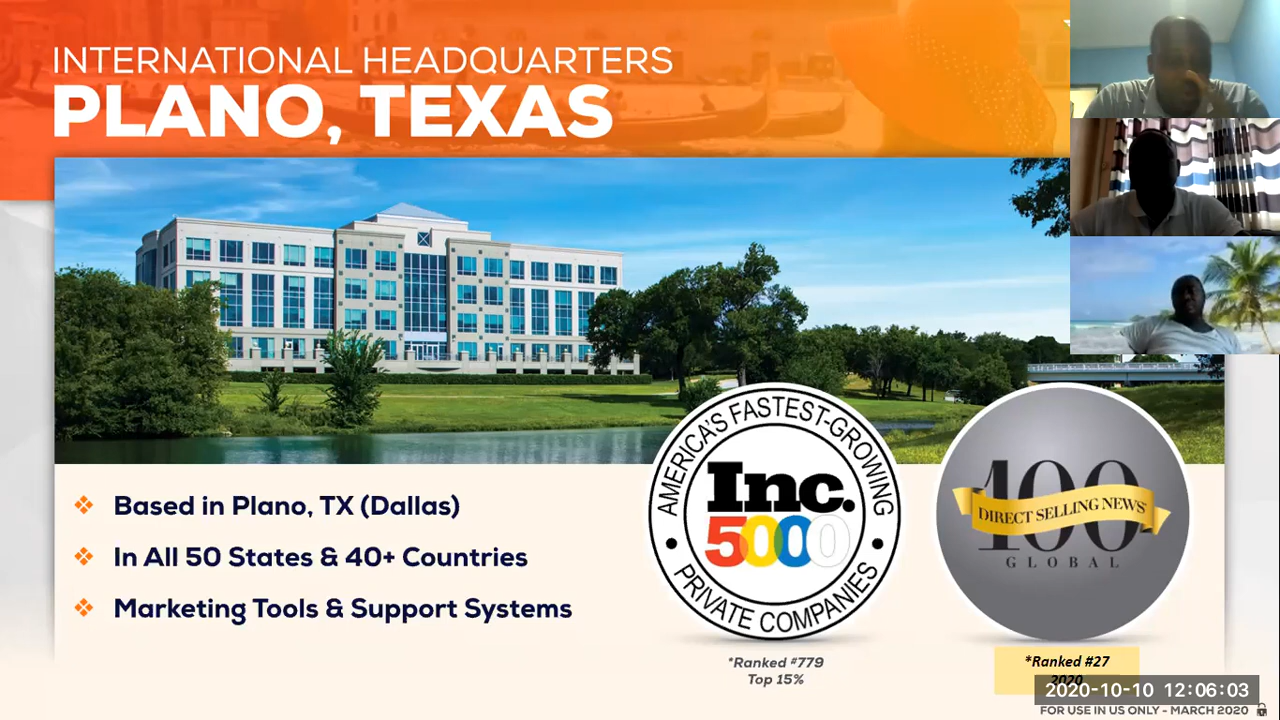 INTERNATIONAL HEADQUARTERS
PLANO, TEXAS
Based in Plano, TX (Dallas)
In All 50 States & 40+ Countries
Marketing Tools & Support Systems
AMERICA'S FASTEST-GROWING
Inc.
5000
PRIVATE COMPANIES
*Ranked #779
Top 15%
100
DIRECT SELLING NEWS
GLOBAL
*Ranked #27
2020
2020-10-10 12:06:03
FOR USE IN US ONLY - MARCH 2020